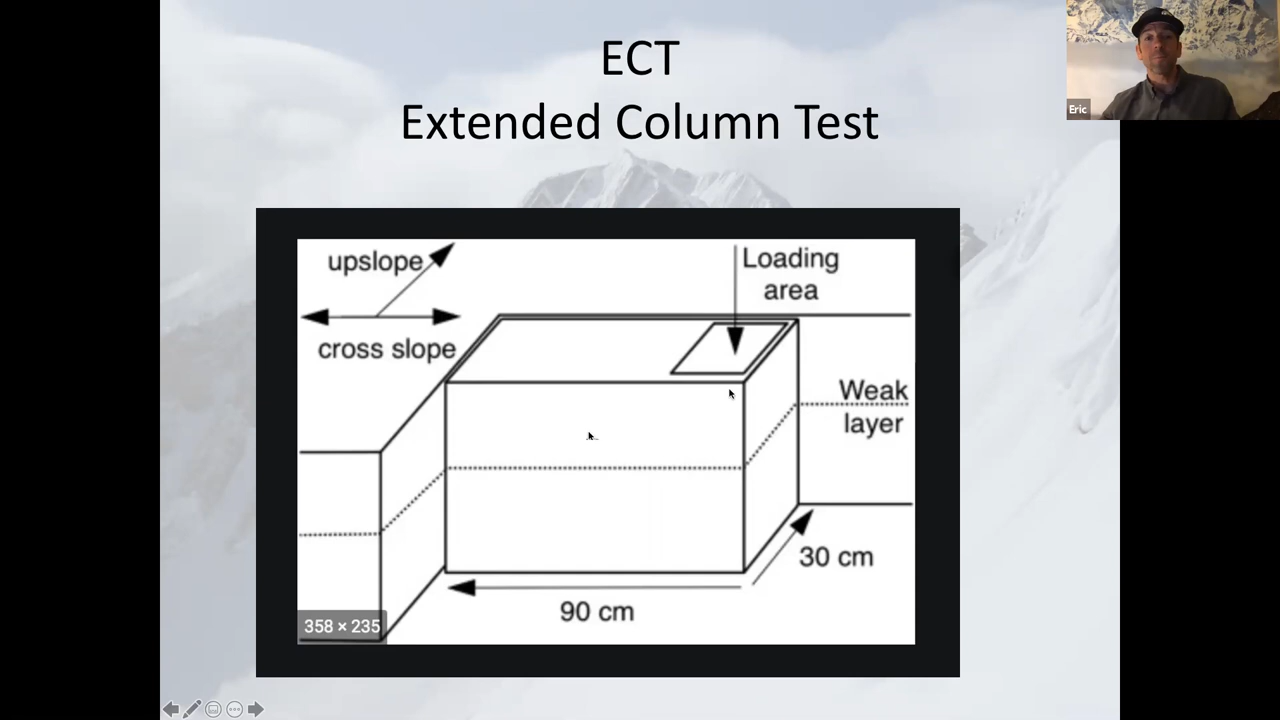 ECT
Extended Column Test
Eric
upslope
cross slope
Loading
area
Weak
layer
30 cm
90 cm
358 × 235